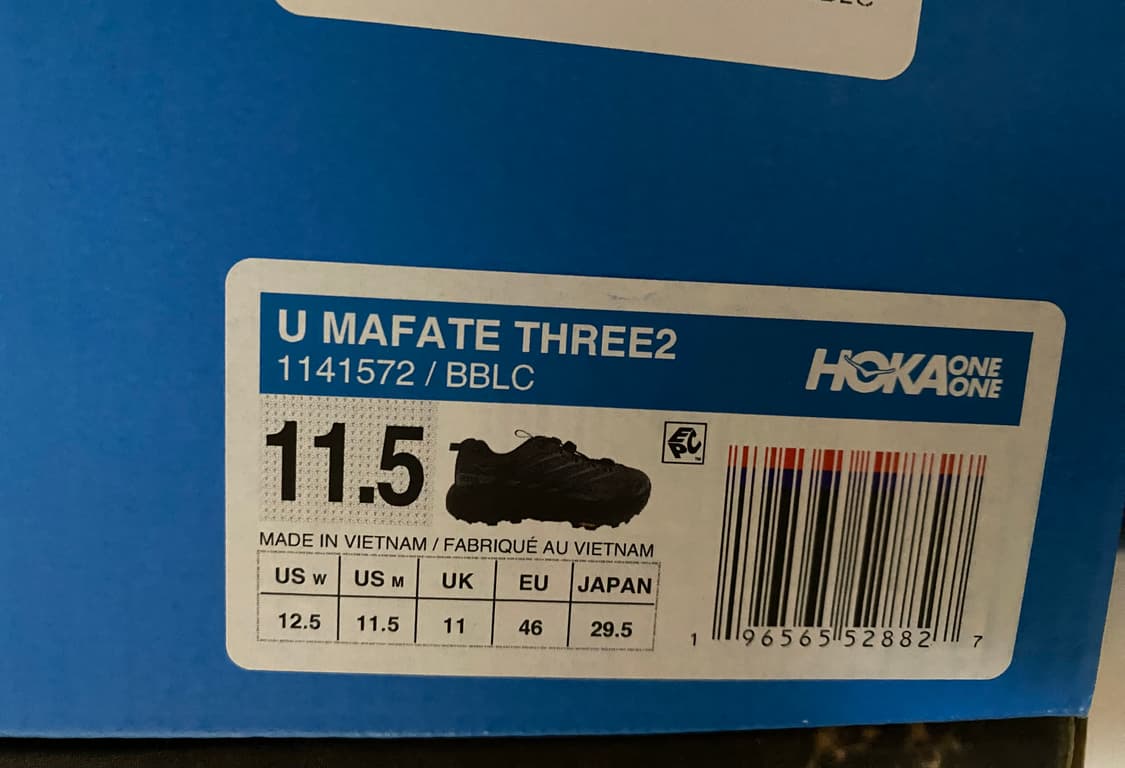 U MAFATE THREE2
1141572 / BBLC
HOKA ONE ONE
11.5
EPC
MADE IN VIETNAM / FABRIQUÉ AU VIETNAM
US W US M UK EU JAPAN
12.5 11.5 11 46 29.5
1 96565 52882 7